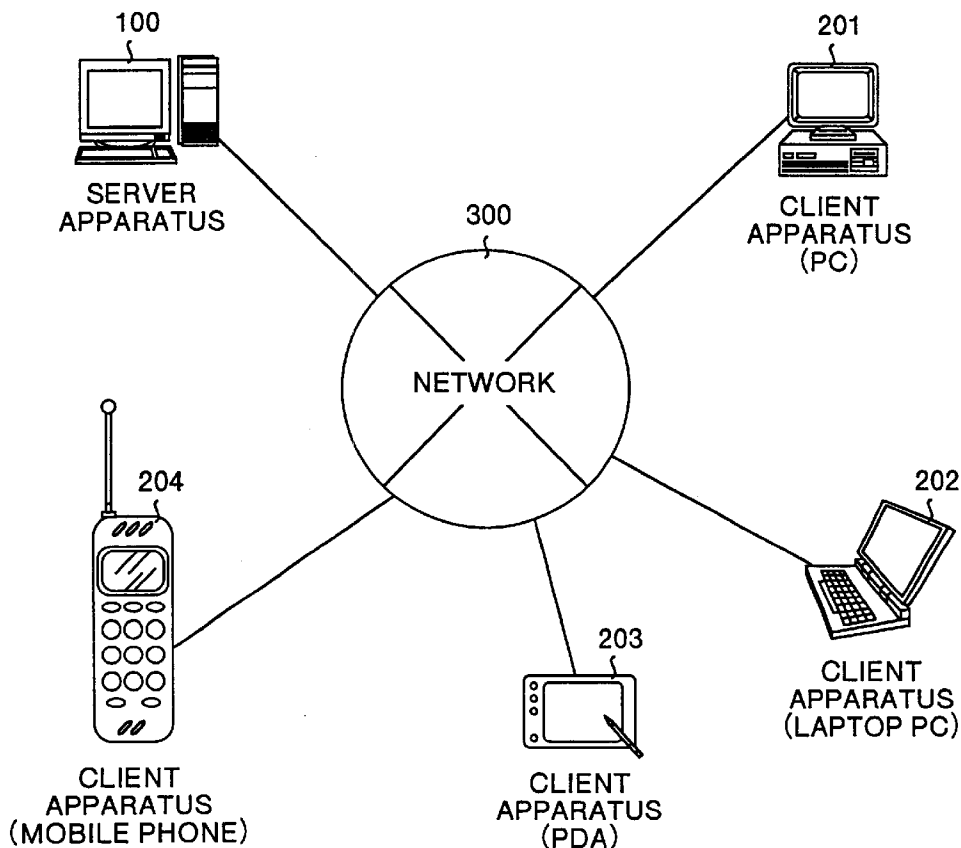 100
SERVER
APPARATUS
201
CLIENT
APPARATUS
(PC)
300
NETWORK
204
CLIENT
APPARATUS
(MOBILE PHONE)
203
CLIENT
APPARATUS
(PDA)
202
CLIENT
APPARATUS
(LAPTOP PC)